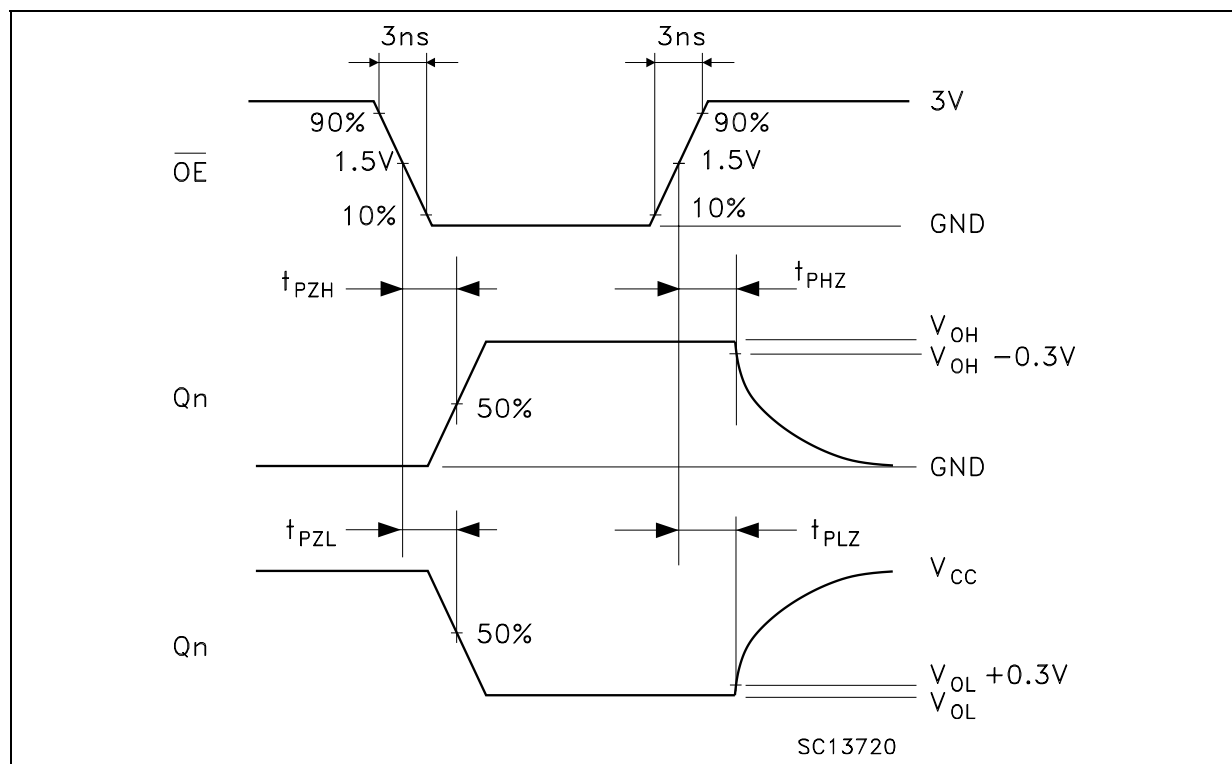 3ns 3ns
3V
90% 90%
OE 1.5V 1.5V
10% 10%
GND
tPZH tPHZ
VOH
VOH −0.3V
Qn 50%
GND
tPZL tPLZ
VCC
Qn 50%
VOL +0.3V
VOL
SC13720